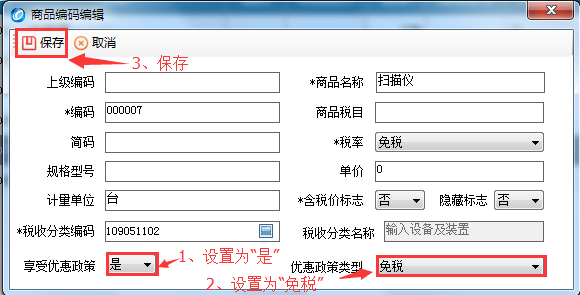 商品编码编辑
保存 取消
3、保存
上级编码 *商品名称 扫描仪
*编码 000007 商品税目
简码 *税率 免税
规格型号 单价 0
计量单位 台 *含税价标志 否 隐藏标志 否
*税收分类编码 109051102 税收分类名称 输入设备及装置
1、设置为“是”
享受优惠政策 是 优惠政策类型 免税
2、设置为“免税”